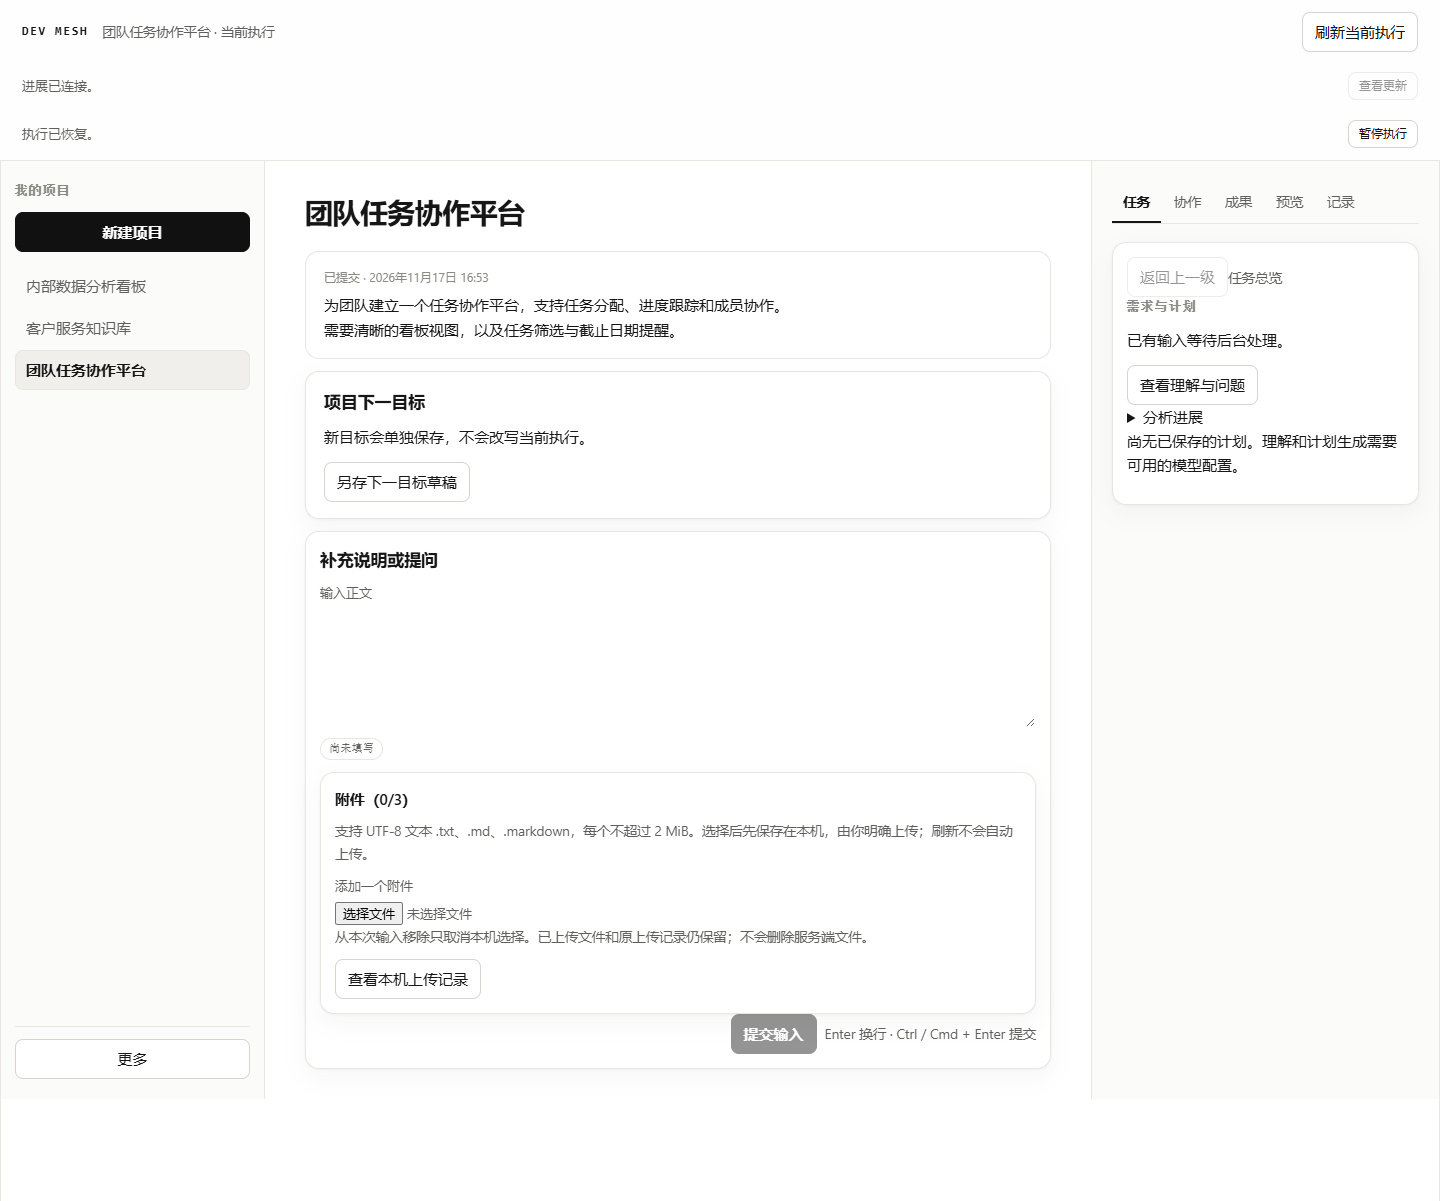 DEV MESH 团队任务协作平台 · 当前执行
刷新当前执行
进展已连接。
查看更新
执行已恢复。
暂停执行
我的项目
新建项目
内部数据分析看板
客户服务知识库
团队任务协作平台
更多
团队任务协作平台
已提交 · 2026年11月17日 16:53
为团队建立一个任务协作平台，支持任务分配、进度跟踪和成员协作。
需要清晰的看板视图，以及任务筛选与截止日期提醒。
项目下一目标
新目标会单独保存，不会改写当前执行。
另存下一目标草稿
补充说明或提问
输入正文
尚未填写
附件（0/3）
支持 UTF-8 文本 .txt、.md、.markdown，每个不超过 2 MiB。选择后先保存在本机，由你明确上传；刷新不会自动
上传。
添加一个附件
选择文件 未选择文件
从本次输入移除只取消本机选择。已上传文件和原上传记录仍保留；不会删除服务端文件。
查看本机上传记录
提交输入 Enter 换行 · Ctrl / Cmd + Enter 提交
任务 协作 成果 预览 记录
返回上一级 任务总览
需求与计划
已有输入等待后台处理。
查看理解与问题
分析进展
尚无已保存的计划。理解和计划生成需要
可用的模型配置。